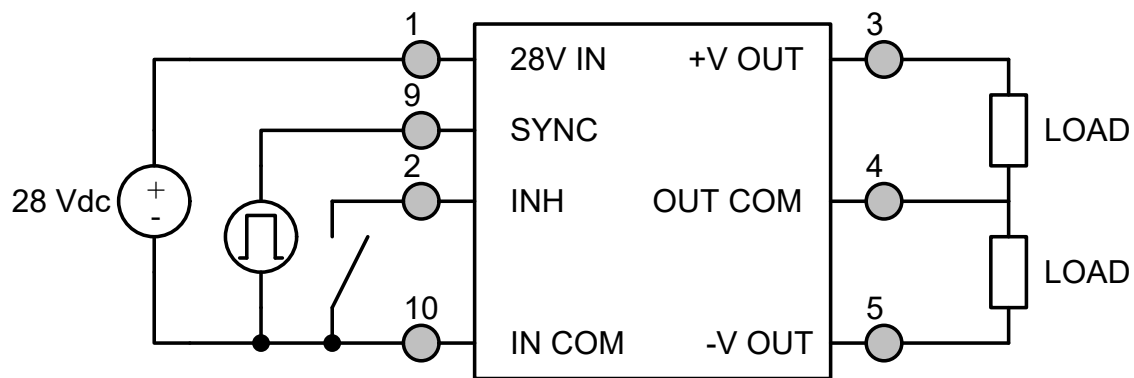 1
28V IN
+V OUT
3
9
SYNC
LOAD
2
28 Vdc
+
-
INH
OUT COM
4
LOAD
10
IN COM
-V OUT
5